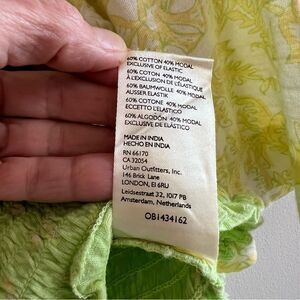 60% COTTON 40% MODAL
EXCLUSIVE OF ELASTIC
60% COTON 40% MODAL
À L'EXCLUSION DE L'ÉLASTIQUE
60% BAUMWOLLE 40% MODAL
AUSSER ELASTIK
60% COTONE 40% MODAL
ECCETTO L'ELASTICO
60% ALGODÓN 40% MODAL
EXCLUSIVO DE ELÁSTICO
MADE IN INDIA
HECHO EN INDIA
RN 66170
CA 32054
Urban Outfitters, Inc.
146 Brick Lane
LONDON, E1 6RU
Leidsestraat 32, 1017 PB
Amsterdam, Netherlands
OB1434162